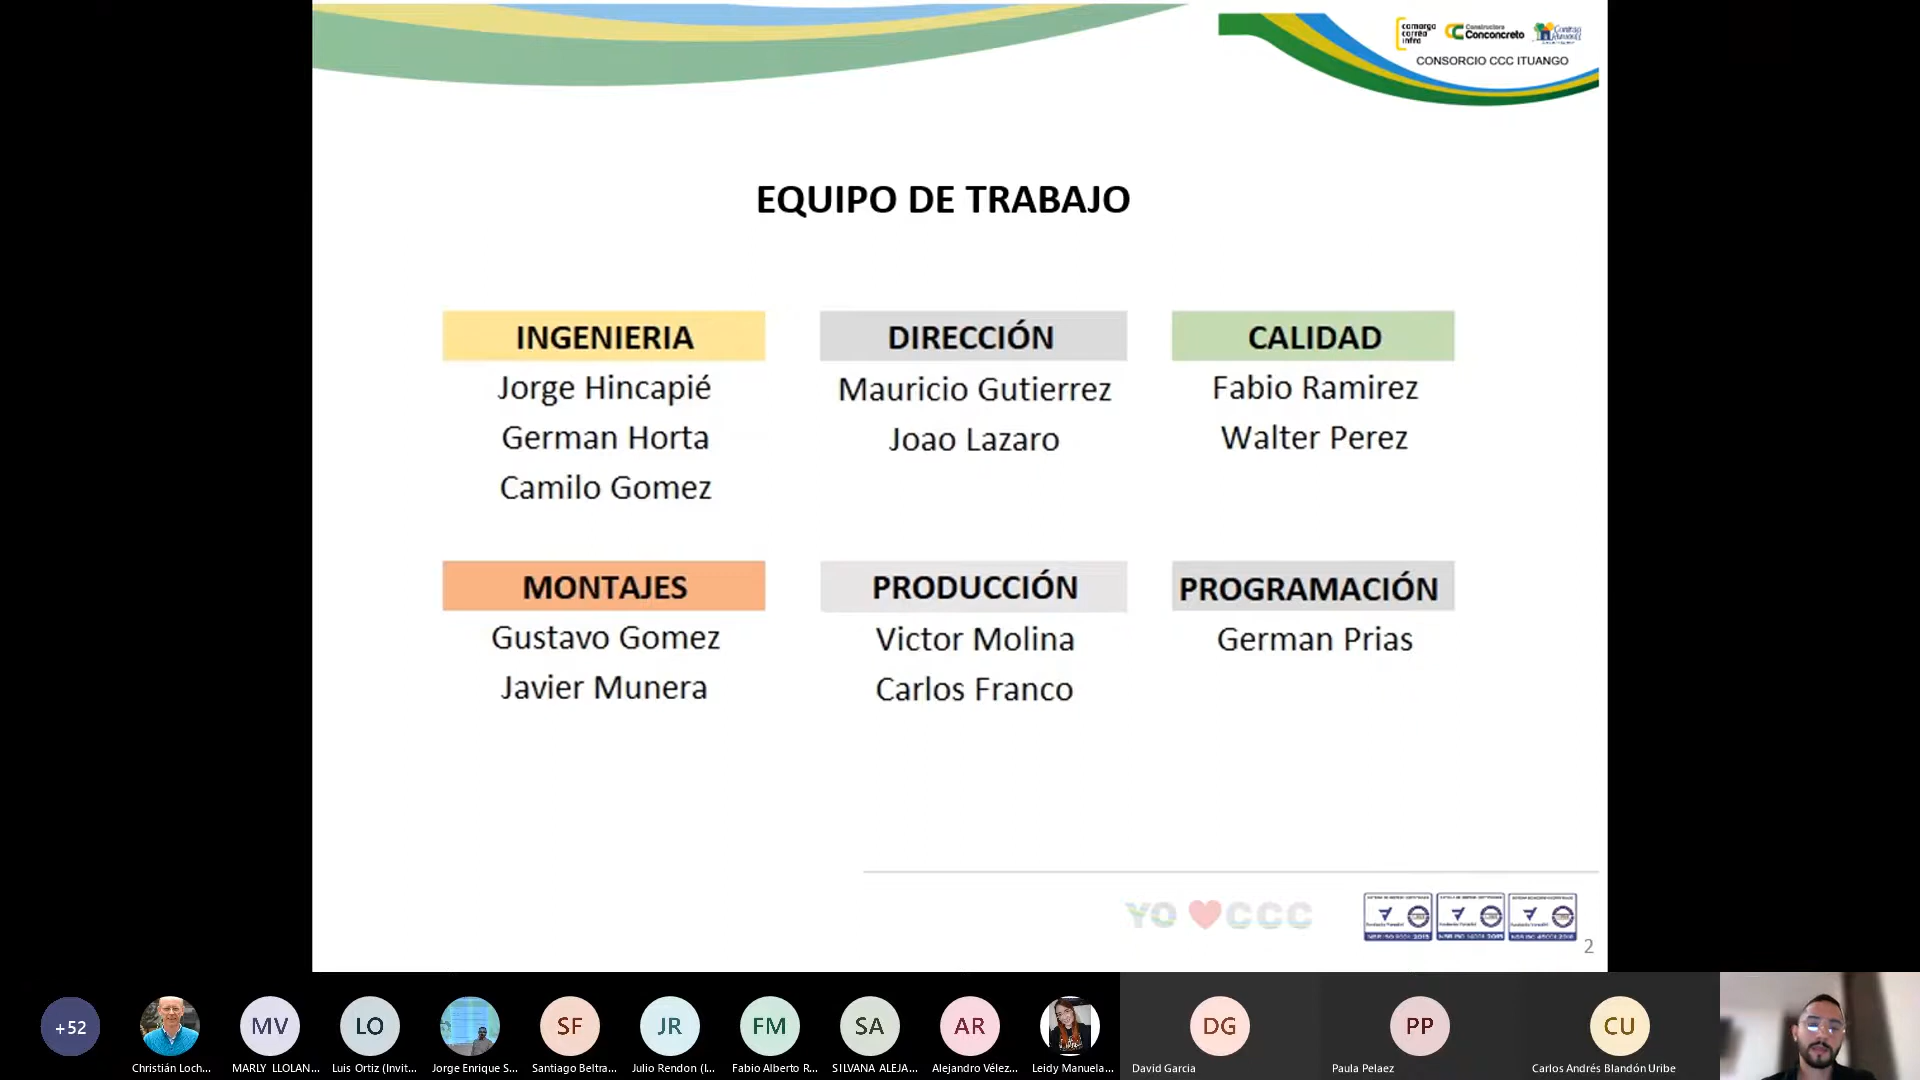 camargo
corrêa
infra
Constructora
Conconcreto
CONSORCIO CCC ITUANGO
EQUIPO DE TRABAJO
INGENIERIA
Jorge Hincapié
German Horta
Camilo Gomez
DIRECCIÓN
Mauricio Gutierrez
Joao Lazaro
CALIDAD
Fabio Ramirez
Walter Perez
MONTAJES
Gustavo Gomez
Javier Munera
PRODUCCIÓN
Victor Molina
Carlos Franco
PROGRAMACIÓN
German Prias
YO CCC
2
+52
MV
LO
SF
JR
FM
SA
AR
DG
PP
CU
Christián Loch...
MARLY LLOLAN...
Luis Ortiz (Invit...
Jorge Enrique S...
Santiago Beltra...
Julio Rendon (I...
Fabio Alberto R...
SILVANA ALEJA...
Alejandro Vélez...
Leidy Manuela...
David Garcia
Paula Pelaez
Carlos Andrés Blandón Uribe